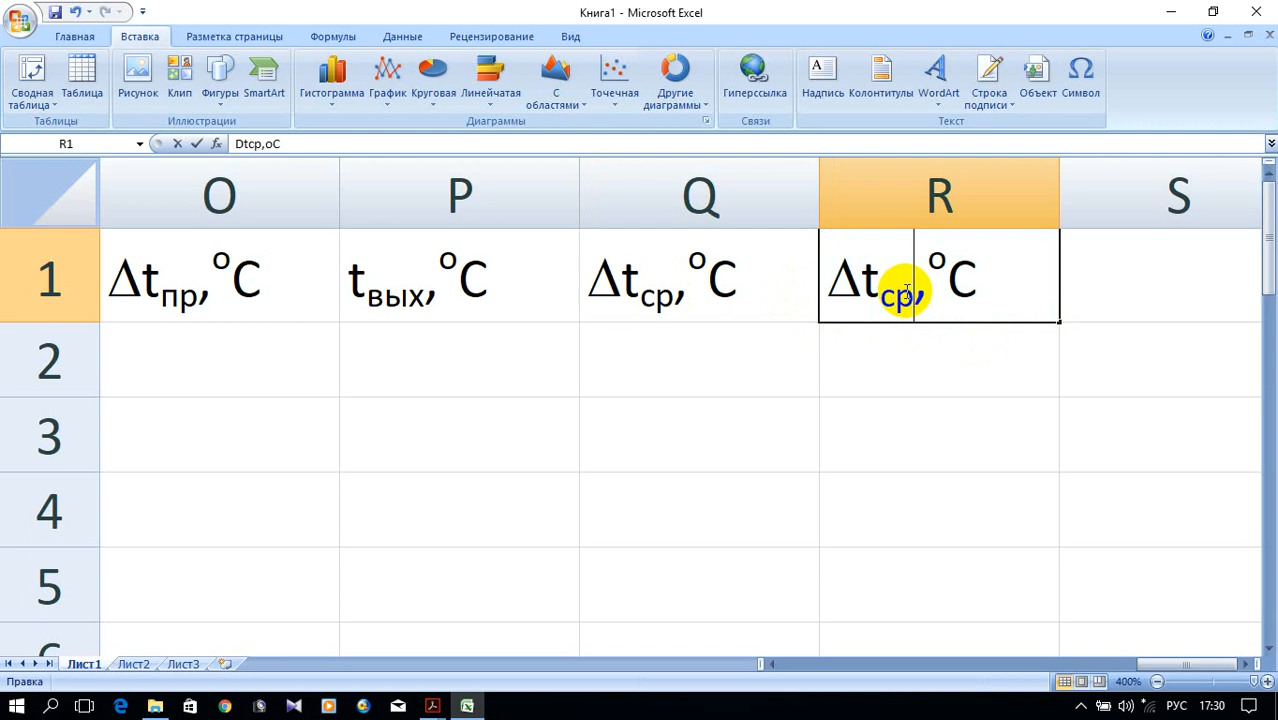 Книга1 - Microsoft Excel
Главная Вставка Разметка страницы Формулы Данные Рецензирование Вид
Сводная таблица Таблица Рисунок Клип Фигуры SmartArt Гистограмма График Круговая Линейчатая С областями Точечная Другие диаграммы Гиперссылка Надпись Колонтитулы WordArt Строка подписи Объект Символ
Таблицы Иллюстрации Диаграммы Связи Текст
R1 fx Dtср,oC
O P Q R S
1 Δtпр,оС tвых,оС Δtср,оС Δtср,оС
2
3
4
5
6
Лист1 Лист2 Лист3
Правка 400%
РУС 17:30